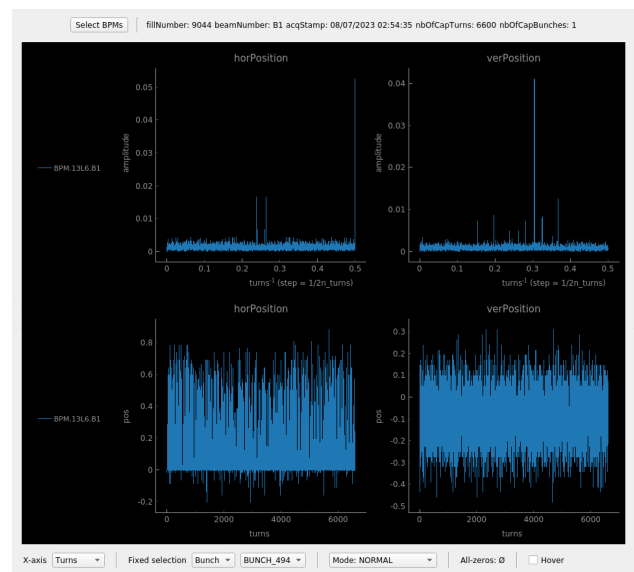 Select BPMs fillNumber: 9044 beamNumber: B1 acqStamp: 08/07/2023 02:54:35 nbOfCapTurns: 6600 nbOfCapBunches: 1
horPosition verPosition
0.05
0.04
0.03
0.02
0.01
0
amplitude
BPM.13L6.B1
0 0.1 0.2 0.3 0.4 0.5
turns⁻¹ (step = 1/2n_turns)
0.04
0.03
0.02
0.01
0
amplitude
0 0.1 0.2 0.3 0.4 0.5
turns⁻¹ (step = 1/2n_turns)
horPosition verPosition
0.8
0.6
0.4
0.2
0
-0.2
pos
BPM.13L6.B1
0 2000 4000 6000
turns
0.3
0.2
0.1
0
-0.1
-0.2
-0.3
-0.4
-0.5
pos
0 2000 4000 6000
turns
X-axis Turns Fixed selection Bunch BUNCH_494 Mode: NORMAL All-zeros: Ø Hover